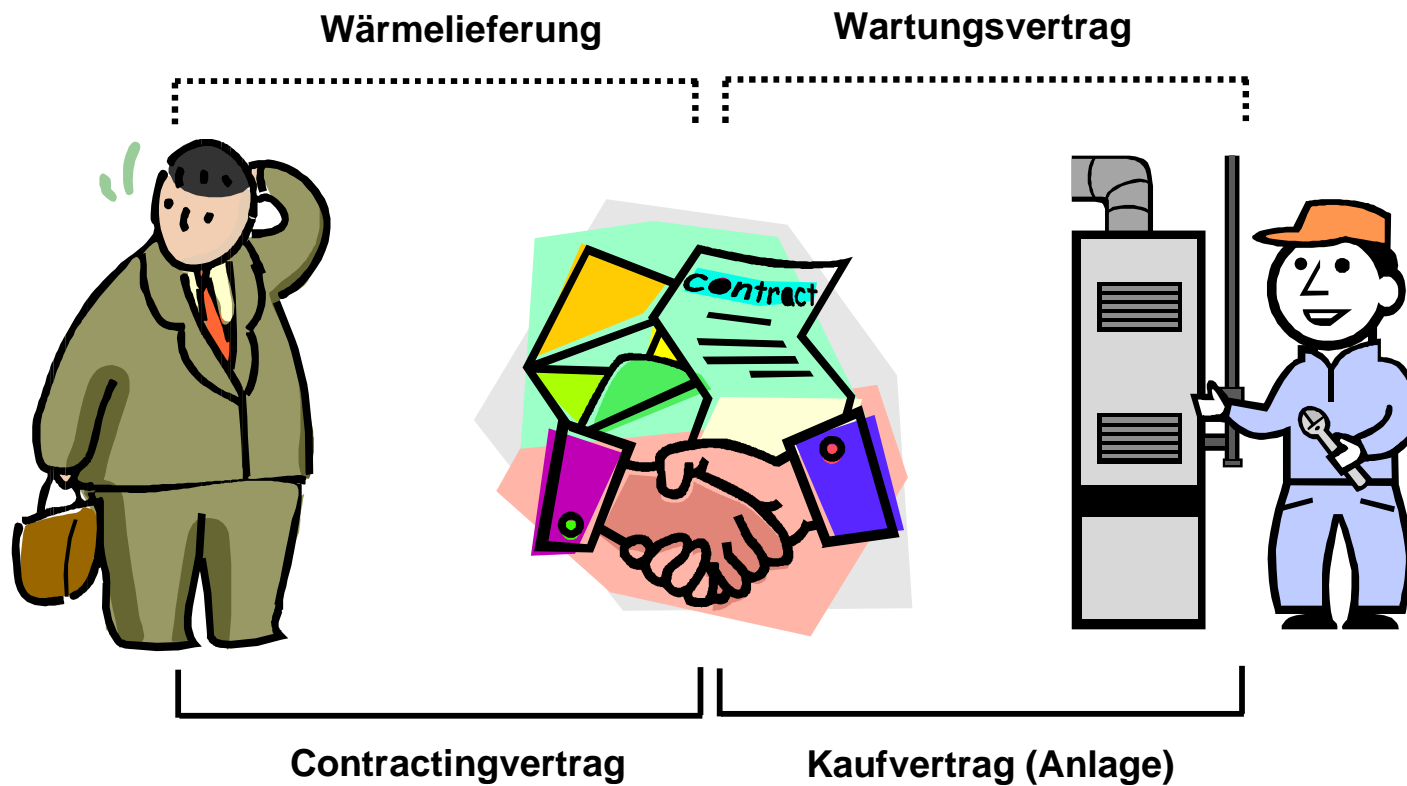 Wärmelieferung
Wartungsvertrag
contract
Contractingvertrag
Kaufvertrag (Anlage)